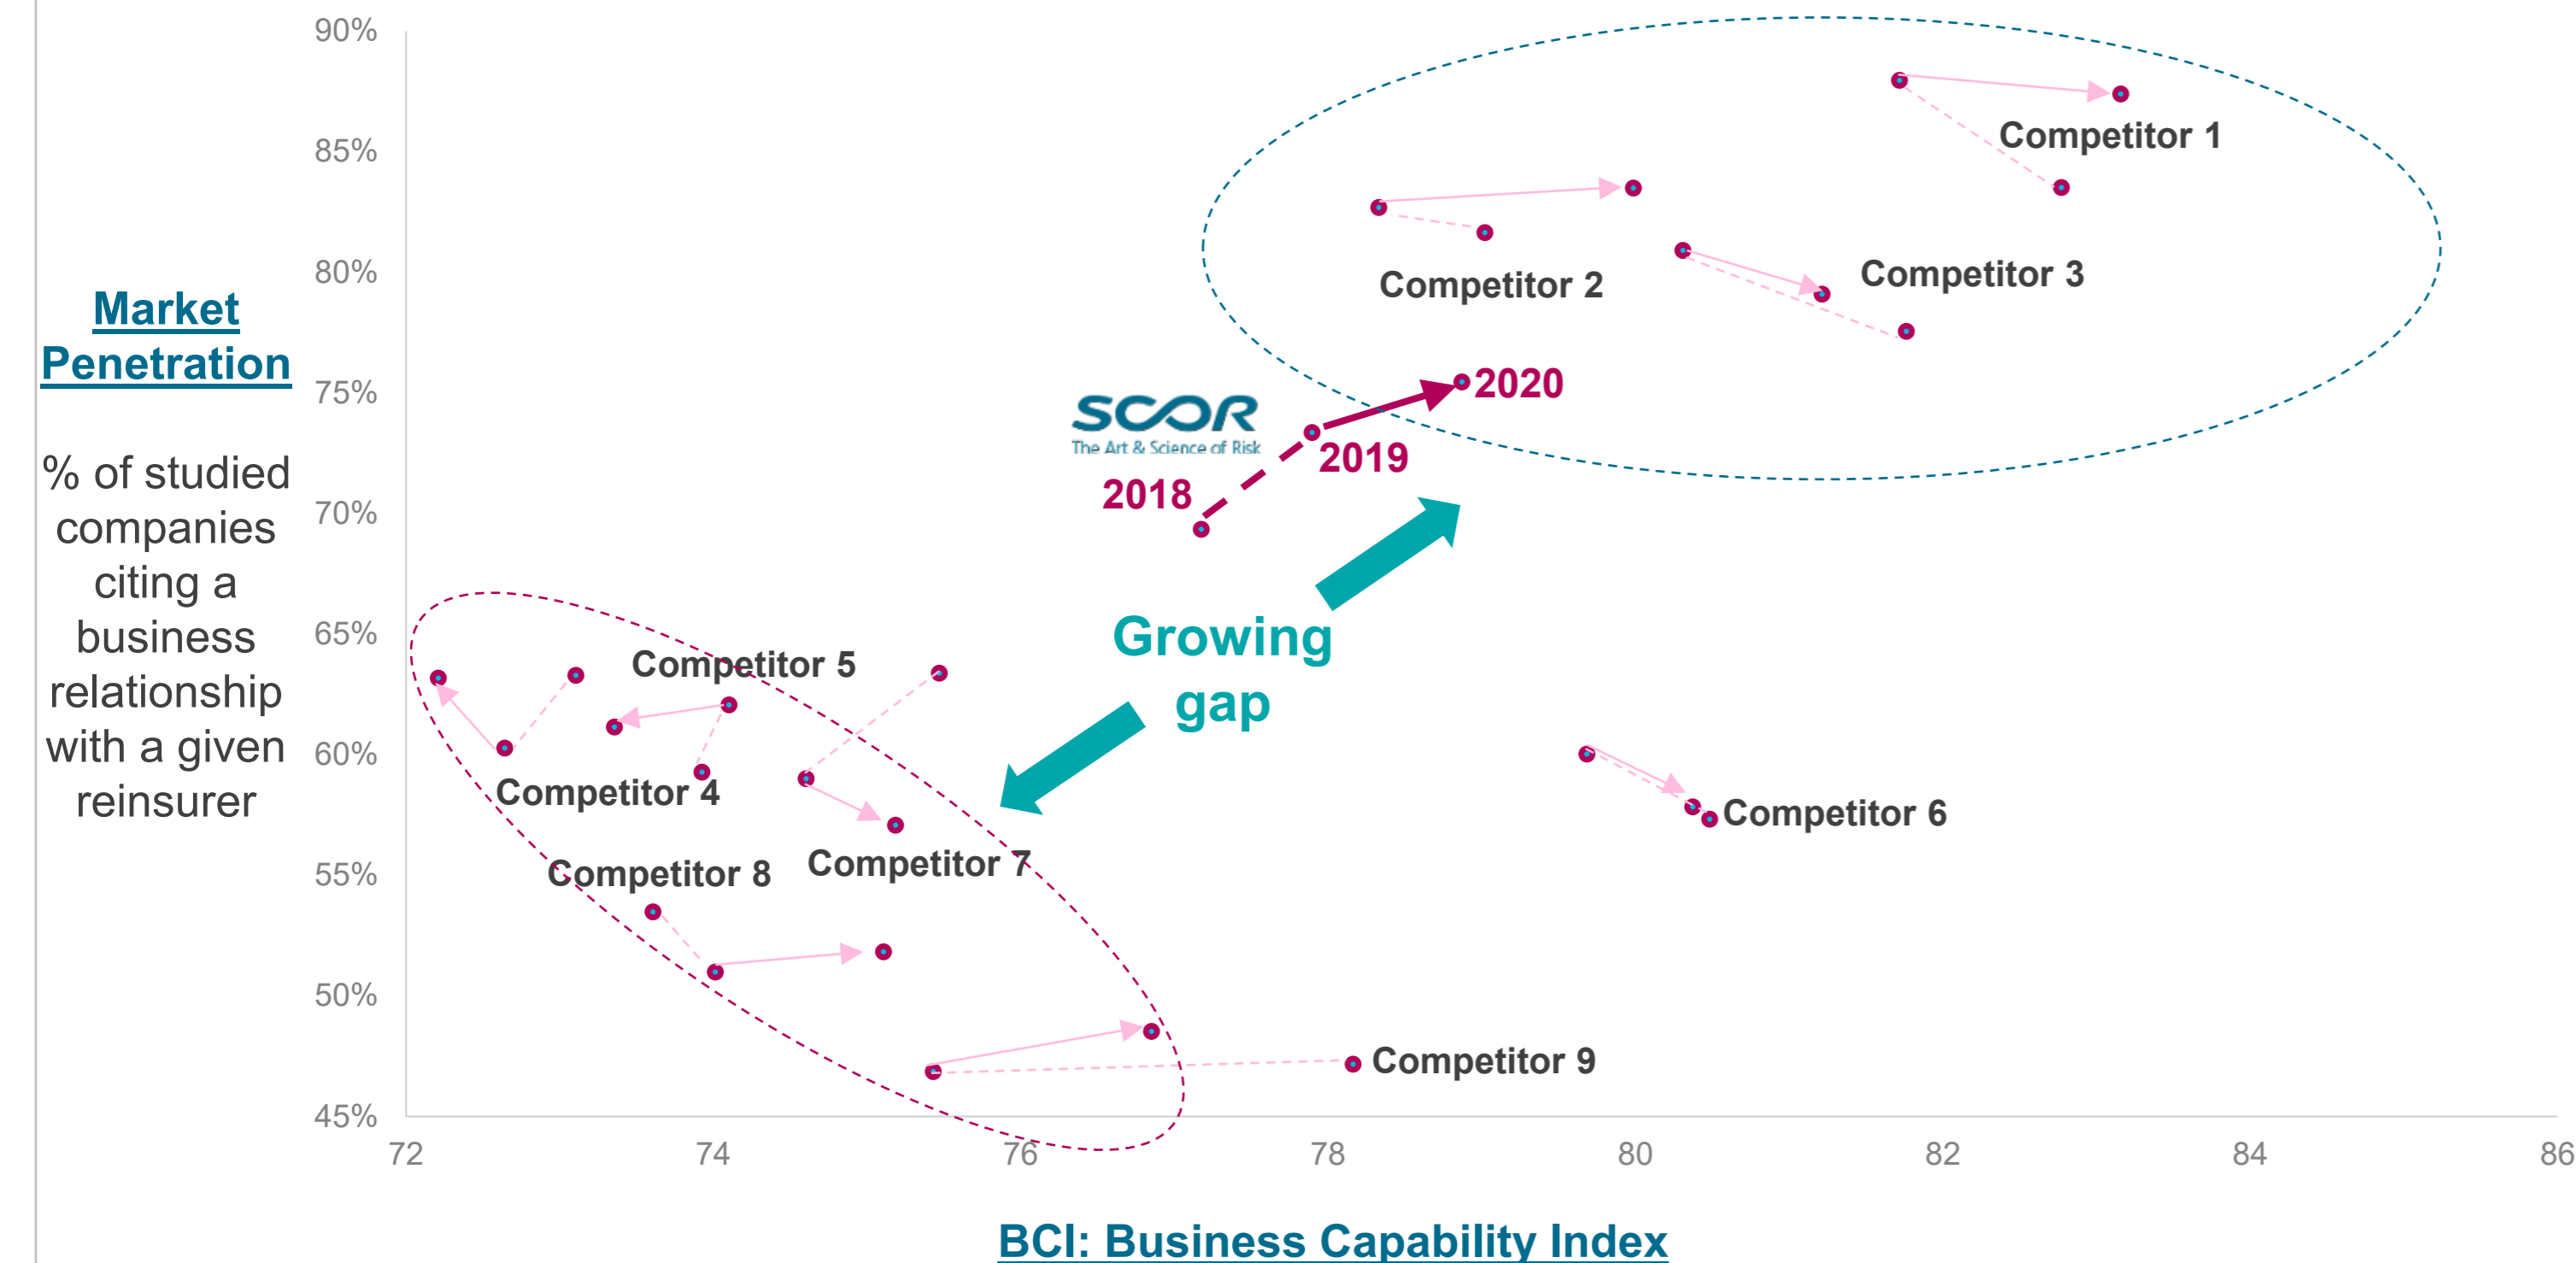 Market
Penetration
% of studied
companies
citing a
business
relationship
with a given
reinsurer
90%
85%
80%
75%
70%
65%
60%
55%
50%
45%
Competitor 1
Competitor 2
Competitor 3
SCOR
The Art & Science of Risk
2020
2019
2018
Growing
gap
Competitor 5
Competitor 4
Competitor 6
Competitor 8
Competitor 7
Competitor 9
72
74
76
78
80
82
84
86
BCI: Business Capability Index